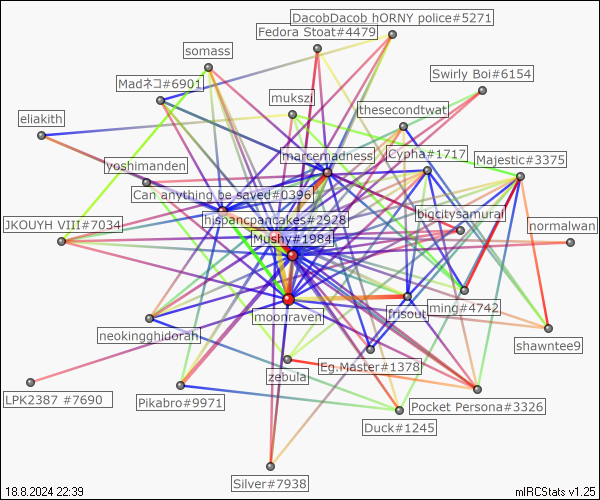 DacobDacob hORNY police#5271
Fedora Stoat#4479
somass
Swirly Boi#6154
Madネコ#6901
mukszi
thesecondtwat
eliakith
marcemadness
Cypha#1717
Majestic#3375
yoshimanden
Can anything be saved#0396
hispancpancakes#2928
bigcitysamurai
JKOUYH VIII#7034
normalwan
Mushy#1984
ming#4742
moonraven
frisout
neokingghidorah
shawntee9
Eg.Master#1378
zebula
LPK2387 #7690
Pikabro#9971
Pocket Persona#3326
Duck#1245
Silver#7938
18.8.2024 22:39
mIRCStats v1.25